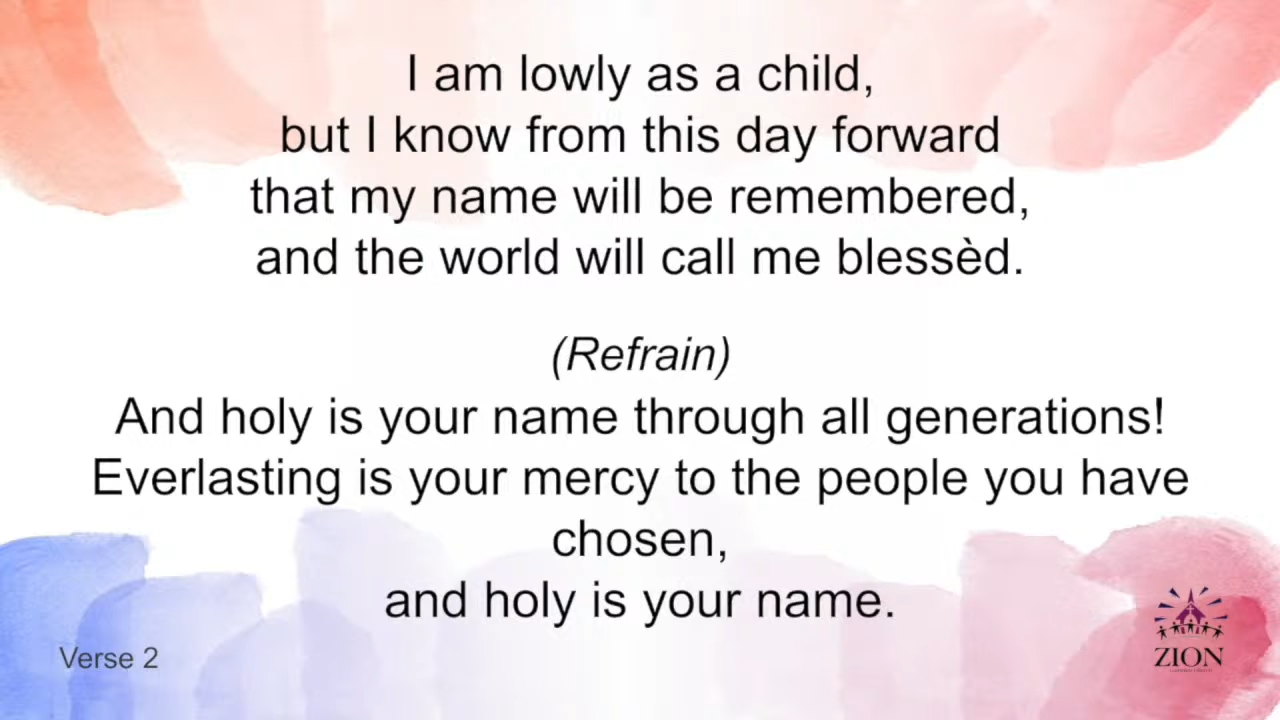 I am lowly as a child,
but I know from this day forward
that my name will be remembered,
and the world will call me blessèd.
(Refrain)
And holy is your name through all generations!
Everlasting is your mercy to the people you have
chosen,
and holy is your name.
Verse 2
ZION